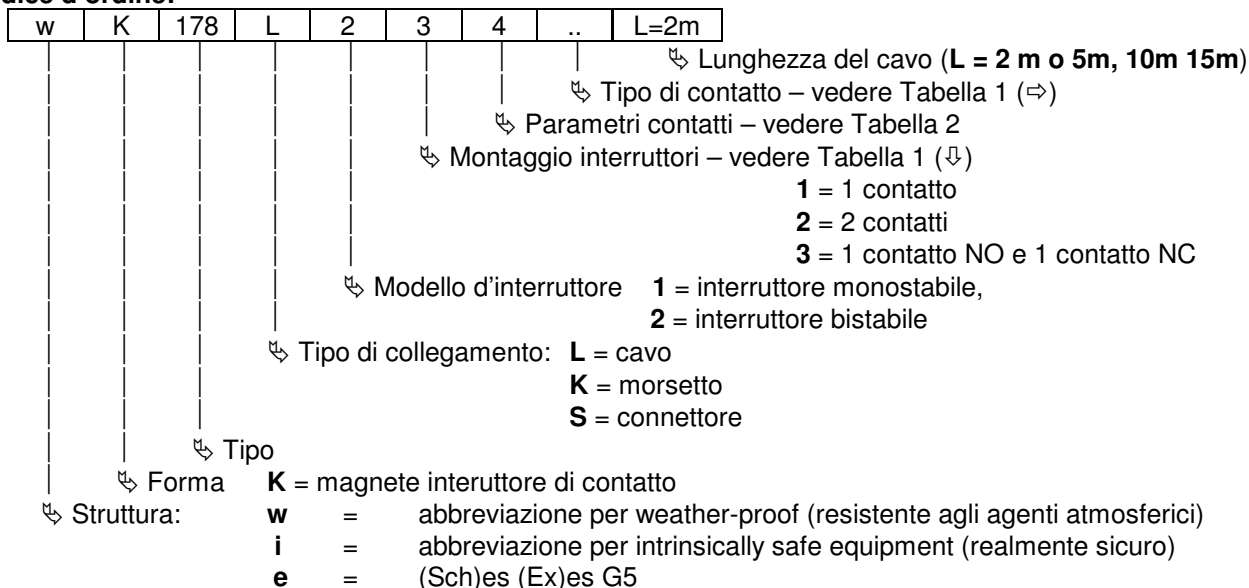 w K 178 L 2 3 4 .. L=2m
Lunghezza del cavo (L = 2 m o 5m, 10m 15m)
Tipo di contatto – vedere Tabella 1 (⇨)
Parametri contatti – vedere Tabella 2
Montaggio interruttori – vedere Tabella 1 (⇩)
1 = 1 contatto
2 = 2 contatti
3 = 1 contatto NO e 1 contatto NC
Modello d'interruttore 1 = interruttore monostabile,
2 = interruttore bistabile
Tipo di collegamento: L = cavo
K = morsetto
S = connettore
Tipo
Forma K = magnete interuttore di contatto
Struttura: w = abbreviazione per weather-proof (resistente agli agenti atmosferici)
i = abbreviazione per intrinsically safe equipment (realmente sicuro)
e = (Sch)es (Ex)es G5